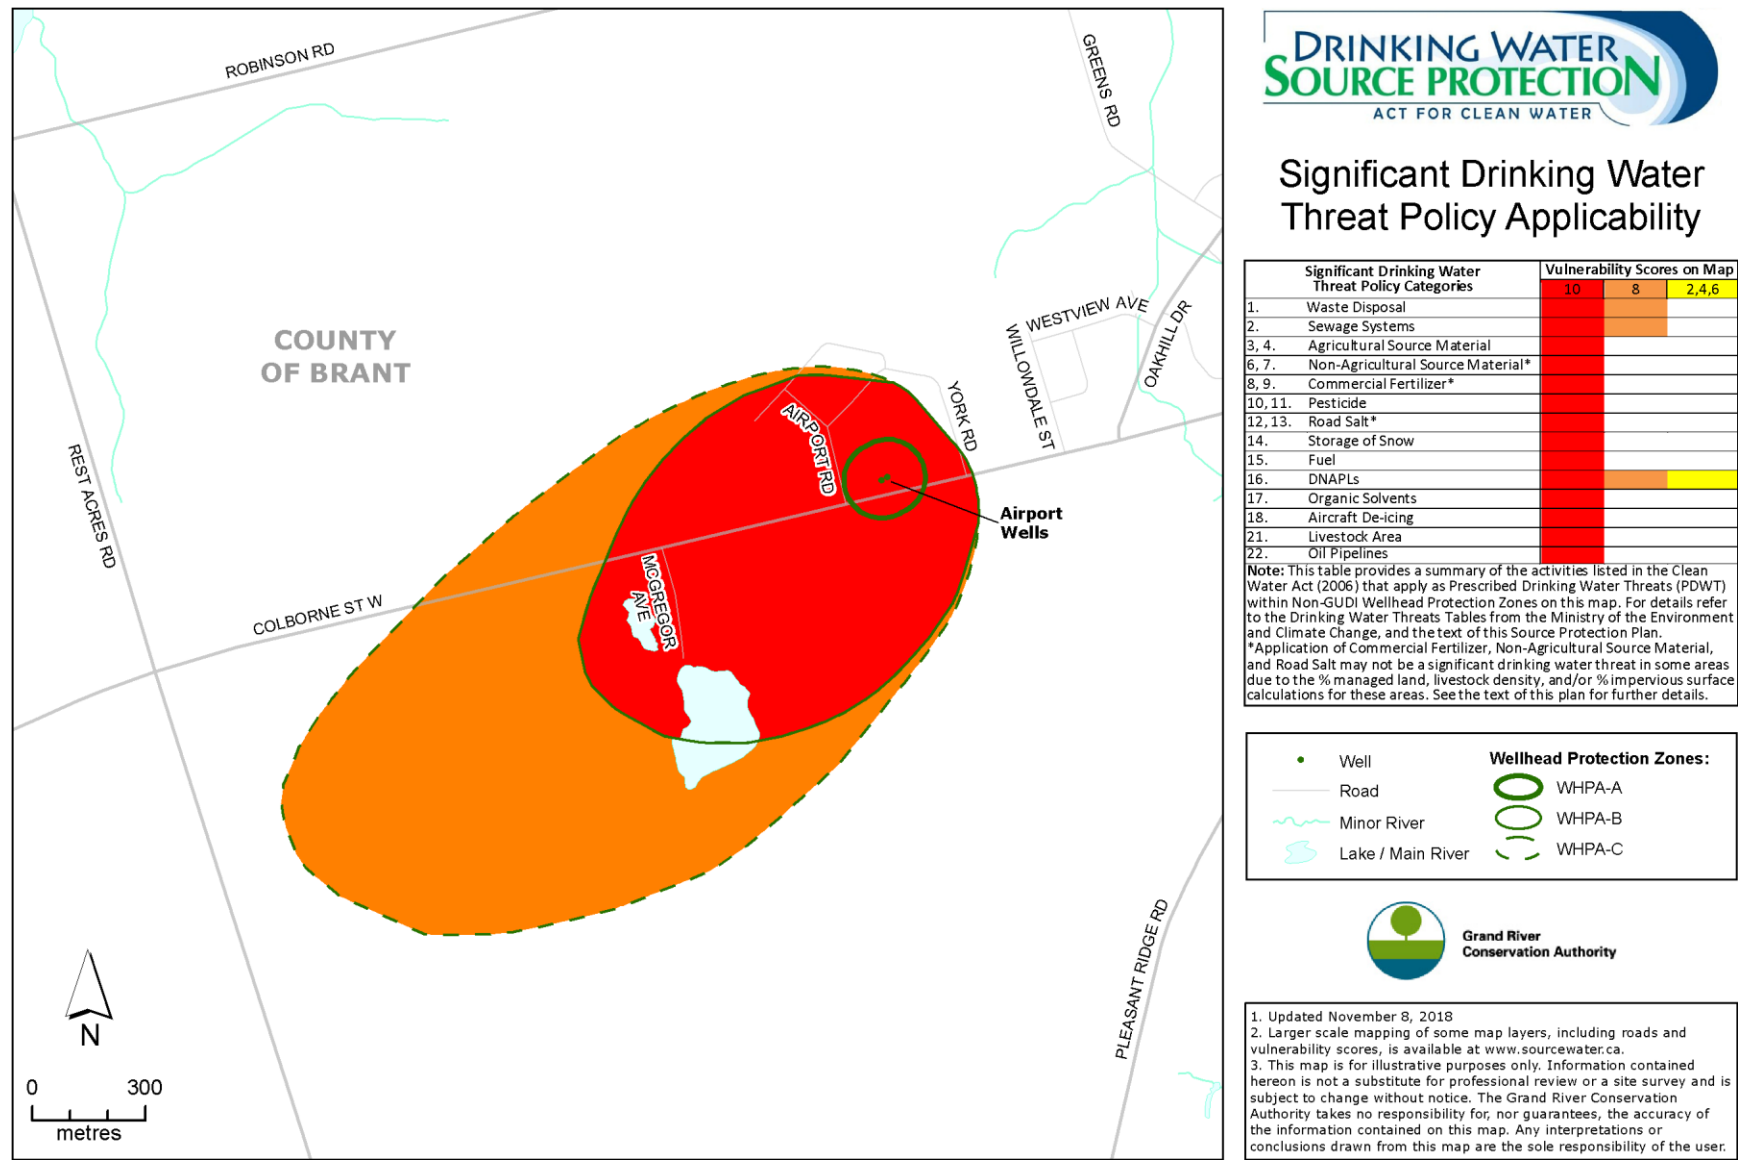 ROBINSON RD
GREENS RD
COUNTY
OF BRANT
WESTVIEW AVE
WILLOWDALE ST
OAKHILL DR
YORK RD
AIRPORT RD
REST ACRES RD
Airport
Wells
MCGREGOR
AVE
COLBORNE ST W
PLEASANT RIDGE RD
N
0 300
metres
DRINKING WATER
SOURCE PROTECTION
ACT FOR CLEAN WATER
Significant Drinking Water
Threat Policy Applicability
Significant Drinking Water
Threat Policy Categories
Vulnerability Scores on Map
10 8 2,4,6
1. Waste Disposal
2. Sewage Systems
3, 4. Agricultural Source Material
6, 7. Non-Agricultural Source Material*
8, 9. Commercial Fertilizer*
10, 11. Pesticide
12, 13. Road Salt*
14. Storage of Snow
15. Fuel
16. DNAPLs
17. Organic Solvents
18. Aircraft De-icing
21. Livestock Area
22. Oil Pipelines
Note: This table provides a summary of the activities listed in the Clean
Water Act (2006) that apply as Prescribed Drinking Water Threats (PDWT)
within Non-GUDI Wellhead Protection Zones on this map. For details refer
to the Drinking Water Threats Tables from the Ministry of the Environment
and Climate Change, and the text of this Source Protection Plan.
*Application of Commercial Fertilizer, Non-Agricultural Source Material,
and Road Salt may not be a significant drinking water threat in some areas
due to the % managed land, livestock density, and/or % impervious surface
calculations for these areas. See the text of this plan for further details.
Well
Road
Minor River
Lake / Main River
Wellhead Protection Zones:
WHPA-A
WHPA-B
WHPA-C
Grand River
Conservation Authority
1. Updated November 8, 2018
2. Larger scale mapping of some map layers, including roads and
vulnerability scores, is available at www.sourcewater.ca.
3. This map is for illustrative purposes only. Information contained
hereon is not a substitute for professional review or a site survey and is
subject to change without notice. The Grand River Conservation
Authority takes no responsibility for, nor guarantees, the accuracy of
the information contained on this map. Any interpretations or
conclusions drawn from this map are the sole responsibility of the user.